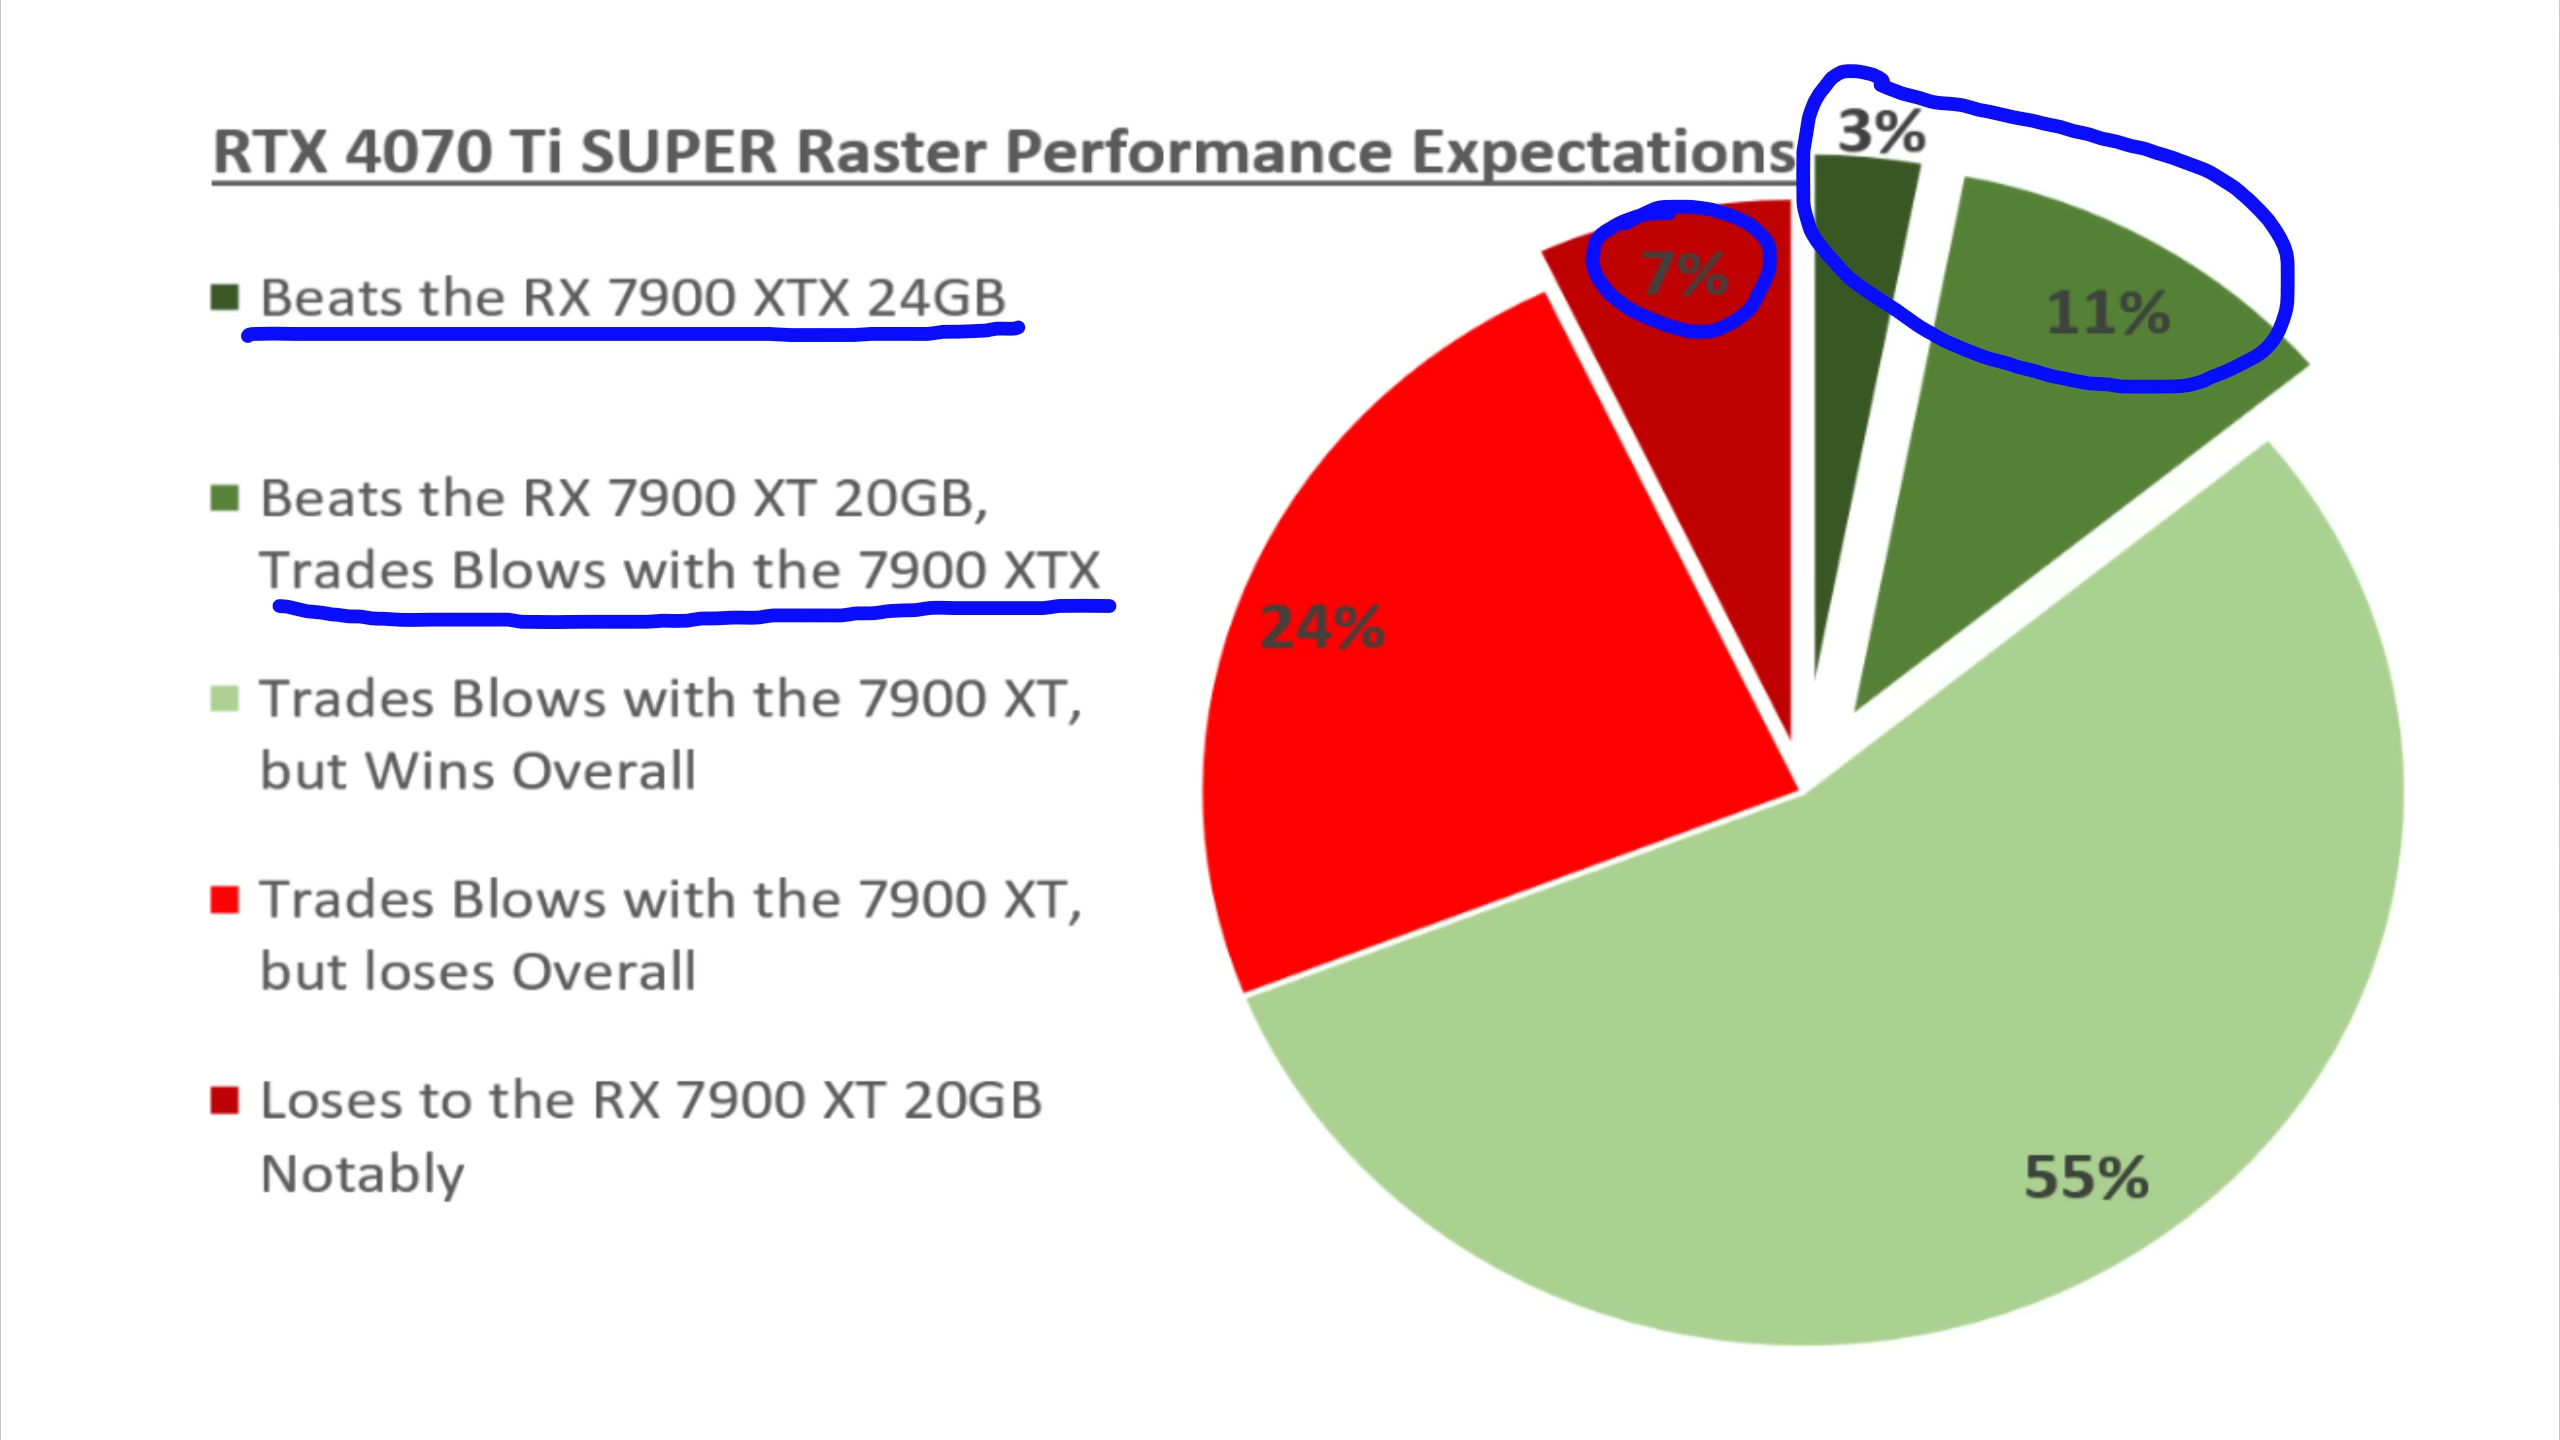 RTX 4070 Ti SUPER Raster Performance Expectations
Beats the RX 7900 XTX 24GB
Beats the RX 7900 XT 20GB,
Trades Blows with the 7900 XTX
Trades Blows with the 7900 XT,
but Wins Overall
Trades Blows with the 7900 XT,
but loses Overall
Loses to the RX 7900 XT 20GB
Notably
3%
11%
55%
24%
7%